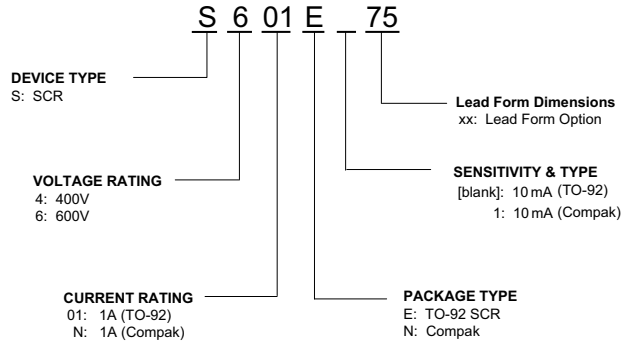 S 6 01 E _ 75
DEVICE TYPE
S: SCR
Lead Form Dimensions
xx: Lead Form Option
VOLTAGE RATING
4: 400V
6: 600V
SENSITIVITY & TYPE
[blank]: 10 mA (TO-92)
1: 10 mA (Compak)
CURRENT RATING
01: 1A (TO-92)
N: 1A (Compak)
PACKAGE TYPE
E: TO-92 SCR
N: Compak